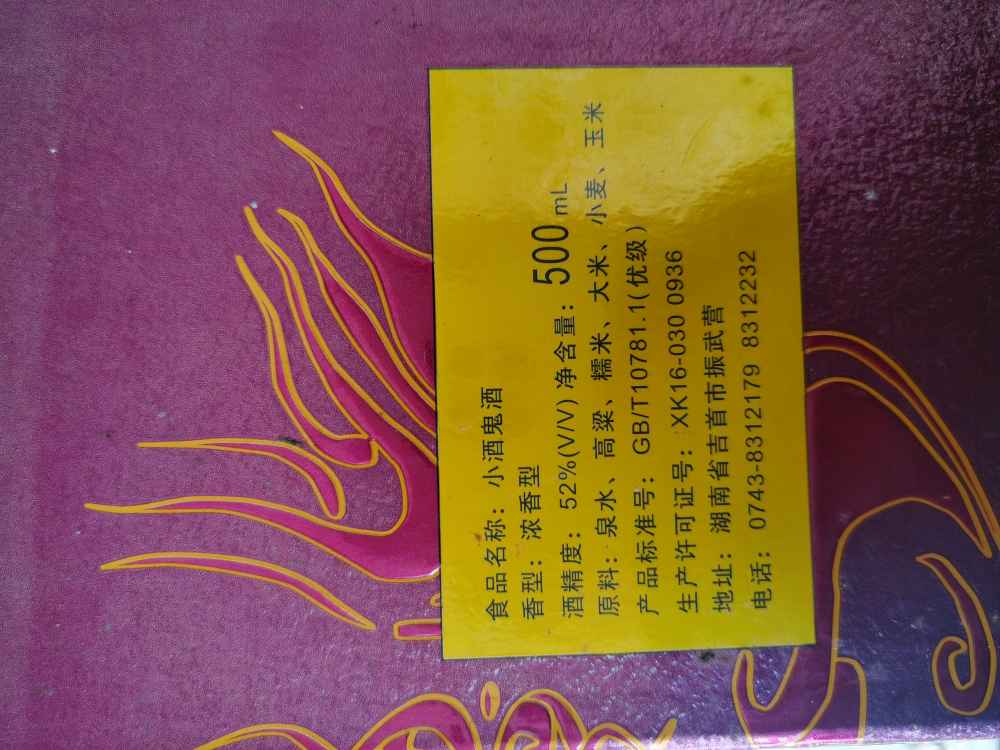 食品名称：小酒鬼酒
香型：浓香型
酒精度：52%(V/V) 净含量：500mL
原料：泉水、高粱、糯米、大米、小麦、玉米
产品标准号：GB/T10781.1(优级)
生产许可证号：XK16-030 0936
地址：湖南省吉首市振武营
电话：0743-8312179 8312232